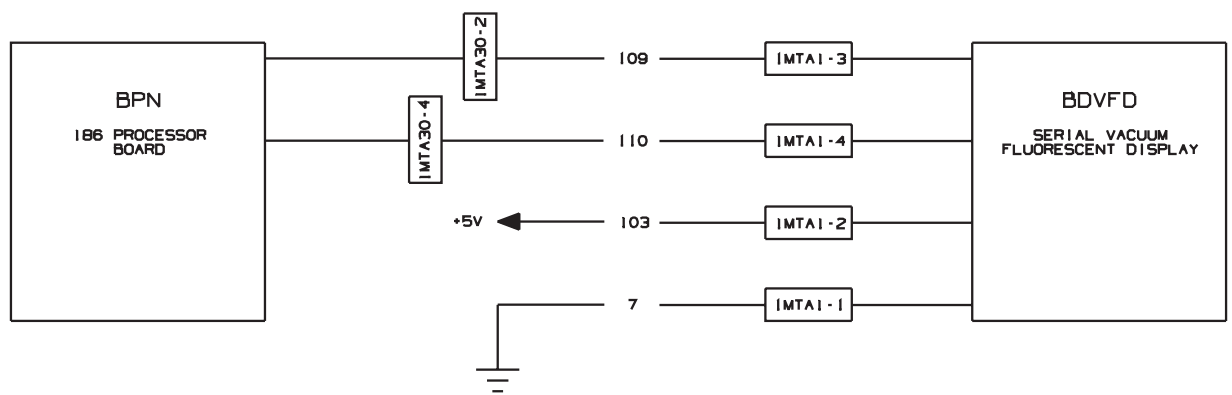 1MTA30-2
109
1MTA1-3
BPN
186 PROCESSOR
BOARD
1MTA30-4
110
1MTA1-4
BDVFD
SERIAL VACUUM
FLUORESCENT DISPLAY
+5V
103
1MTA1-2
7
1MTA1-1